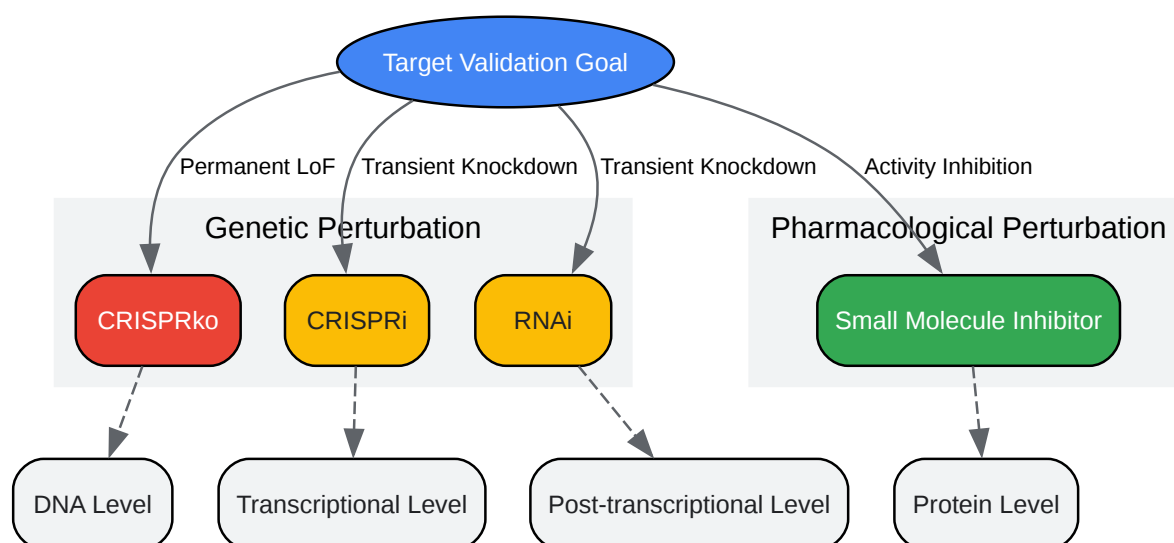 Target Validation Goal
Permanent LoF
Transient Knockdown
Transient Knockdown
Activity Inhibition
Genetic Perturbation
Pharmacological Perturbation
CRISPRko
CRISPRi
RNAi
Small Molecule Inhibitor
DNA Level
Transcriptional Level
Post-transcriptional Level
Protein Level